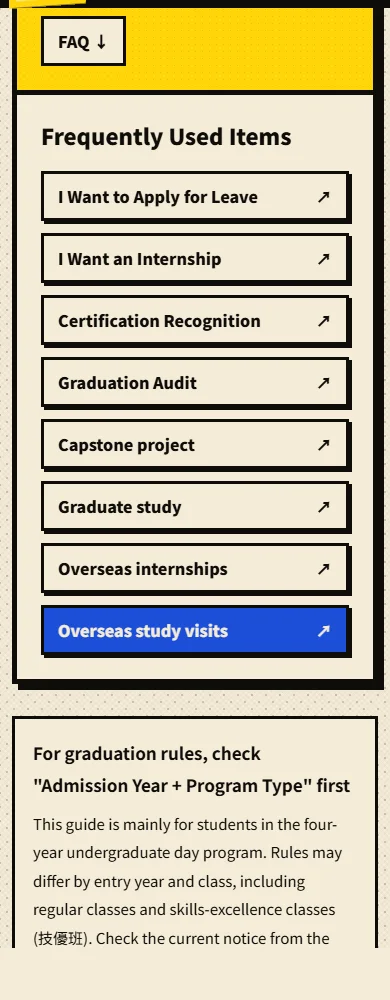 FAQ ↓
Frequently Used Items
I Want to Apply for Leave ↗
I Want an Internship ↗
Certification Recognition ↗
Graduation Audit ↗
Capstone project ↗
Graduate study ↗
Overseas internships ↗
Overseas study visits ↗
For graduation rules, check
"Admission Year + Program Type" first
This guide is mainly for students in the four-
year undergraduate day program. Rules may
differ by entry year and class, including
regular classes and skills-excellence classes
(技優班). Check the current notice from the